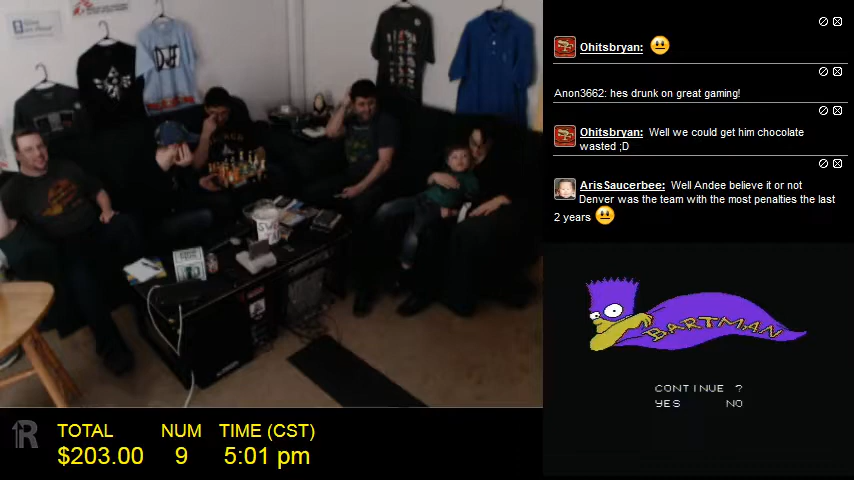 Ohitsbryan:
Anon3662: hes drunk on great gaming!
Ohitsbryan: Well we could get him chocolate
wasted ;D
ArisSaucerbee: Well Andee believe it or not
Denver was the team with the most penalties the last
2 years
BARTMAN
CONTINUE ?
YES NO
TOTAL NUM TIME (CST)
$203.00 9 5:01 pm